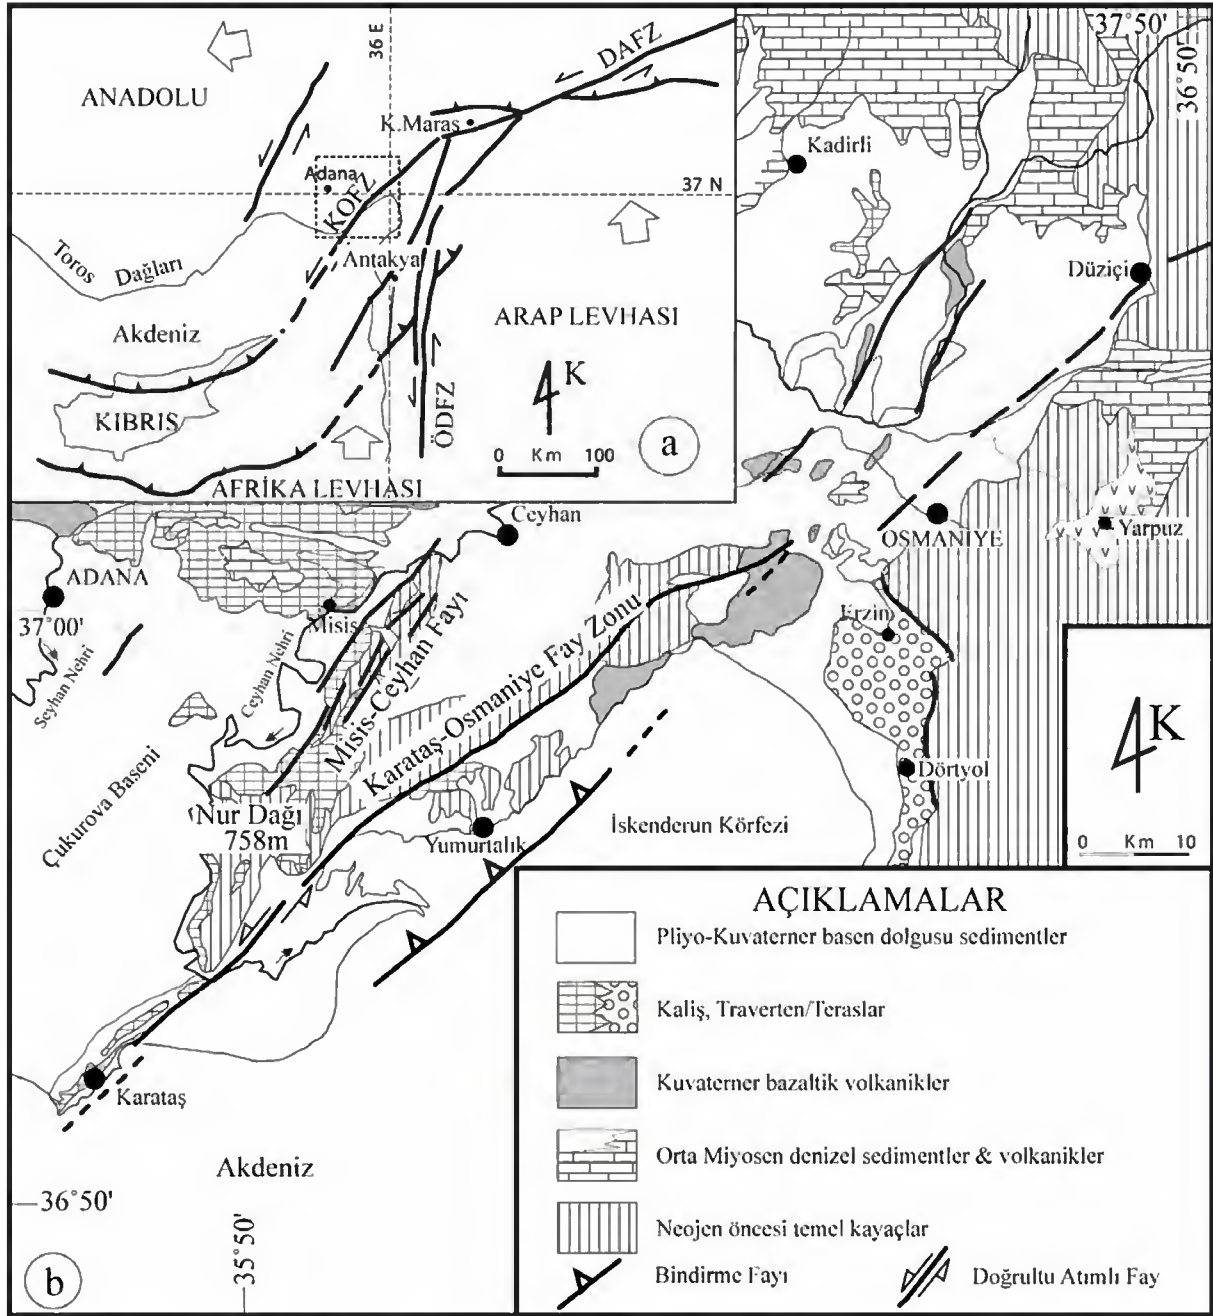 36 E
DAFZ
ANADOLU
K.Maraş
Adana
KOFZ
37 N
Toros Dağları
Antakya
Akdeniz
ARAP LEVHASI
K
KIBRIS
ÖDFZ
0 Km 100
a
AFRİKA LEVHASI
37°50'
36°50'
Kadirli
Düziçi
Ceyhan
OSMANİYE
Yarpuz
ADANA
37°00'
Misis
Erzin
Seyhan Nehri
Ceyhan Nehri
Misis-Ceyhan Fayı
Karataş-Osmaniye Fay Zonu
K
Dörtyol
Çukurova Baseni
Nur Dağı
758m
Yumurtalık
İskenderun Körfezi
0 Km 10
AÇIKLAMALAR
Pliyo-Kuvaterner basen dolgusu sedimentler
Kaliş, Traverten/Teraslar
Kuvaterner bazaltik volkanikler
Orta Miyosen denizel sedimentler & volkanikler
Neojen öncesi temel kayaçlar
Bindirme Fayı
Doğrultu Atımlı Fay
Karataş
Akdeniz
36°50'
35°50'
b